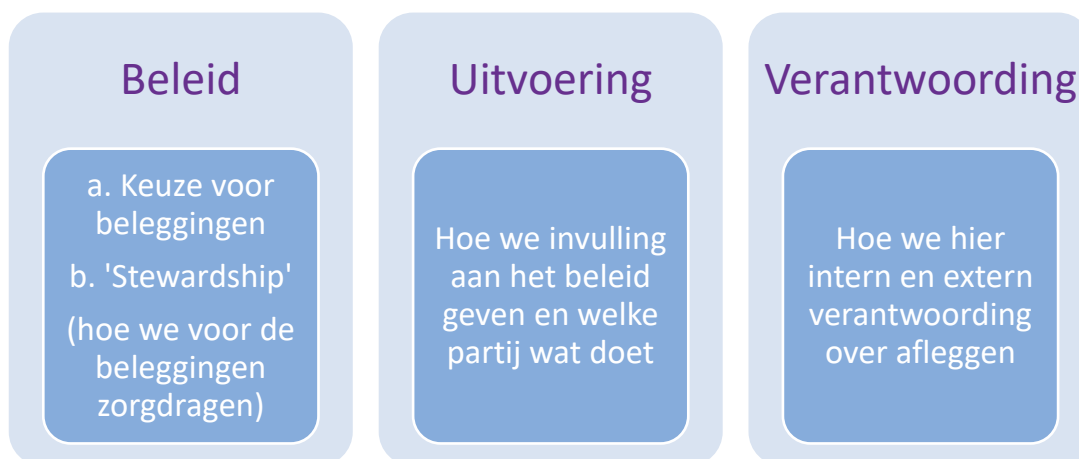 Beleid
a. Keuze voor
beleggingen
b. 'Stewardship'
(hoe we voor de
beleggingen
zorgdragen)
Uitvoering
Hoe we invulling
aan het beleid
geven en welke
partij wat doet
Verantwoording
Hoe we hier
intern en extern
verantwoording
over afleggen